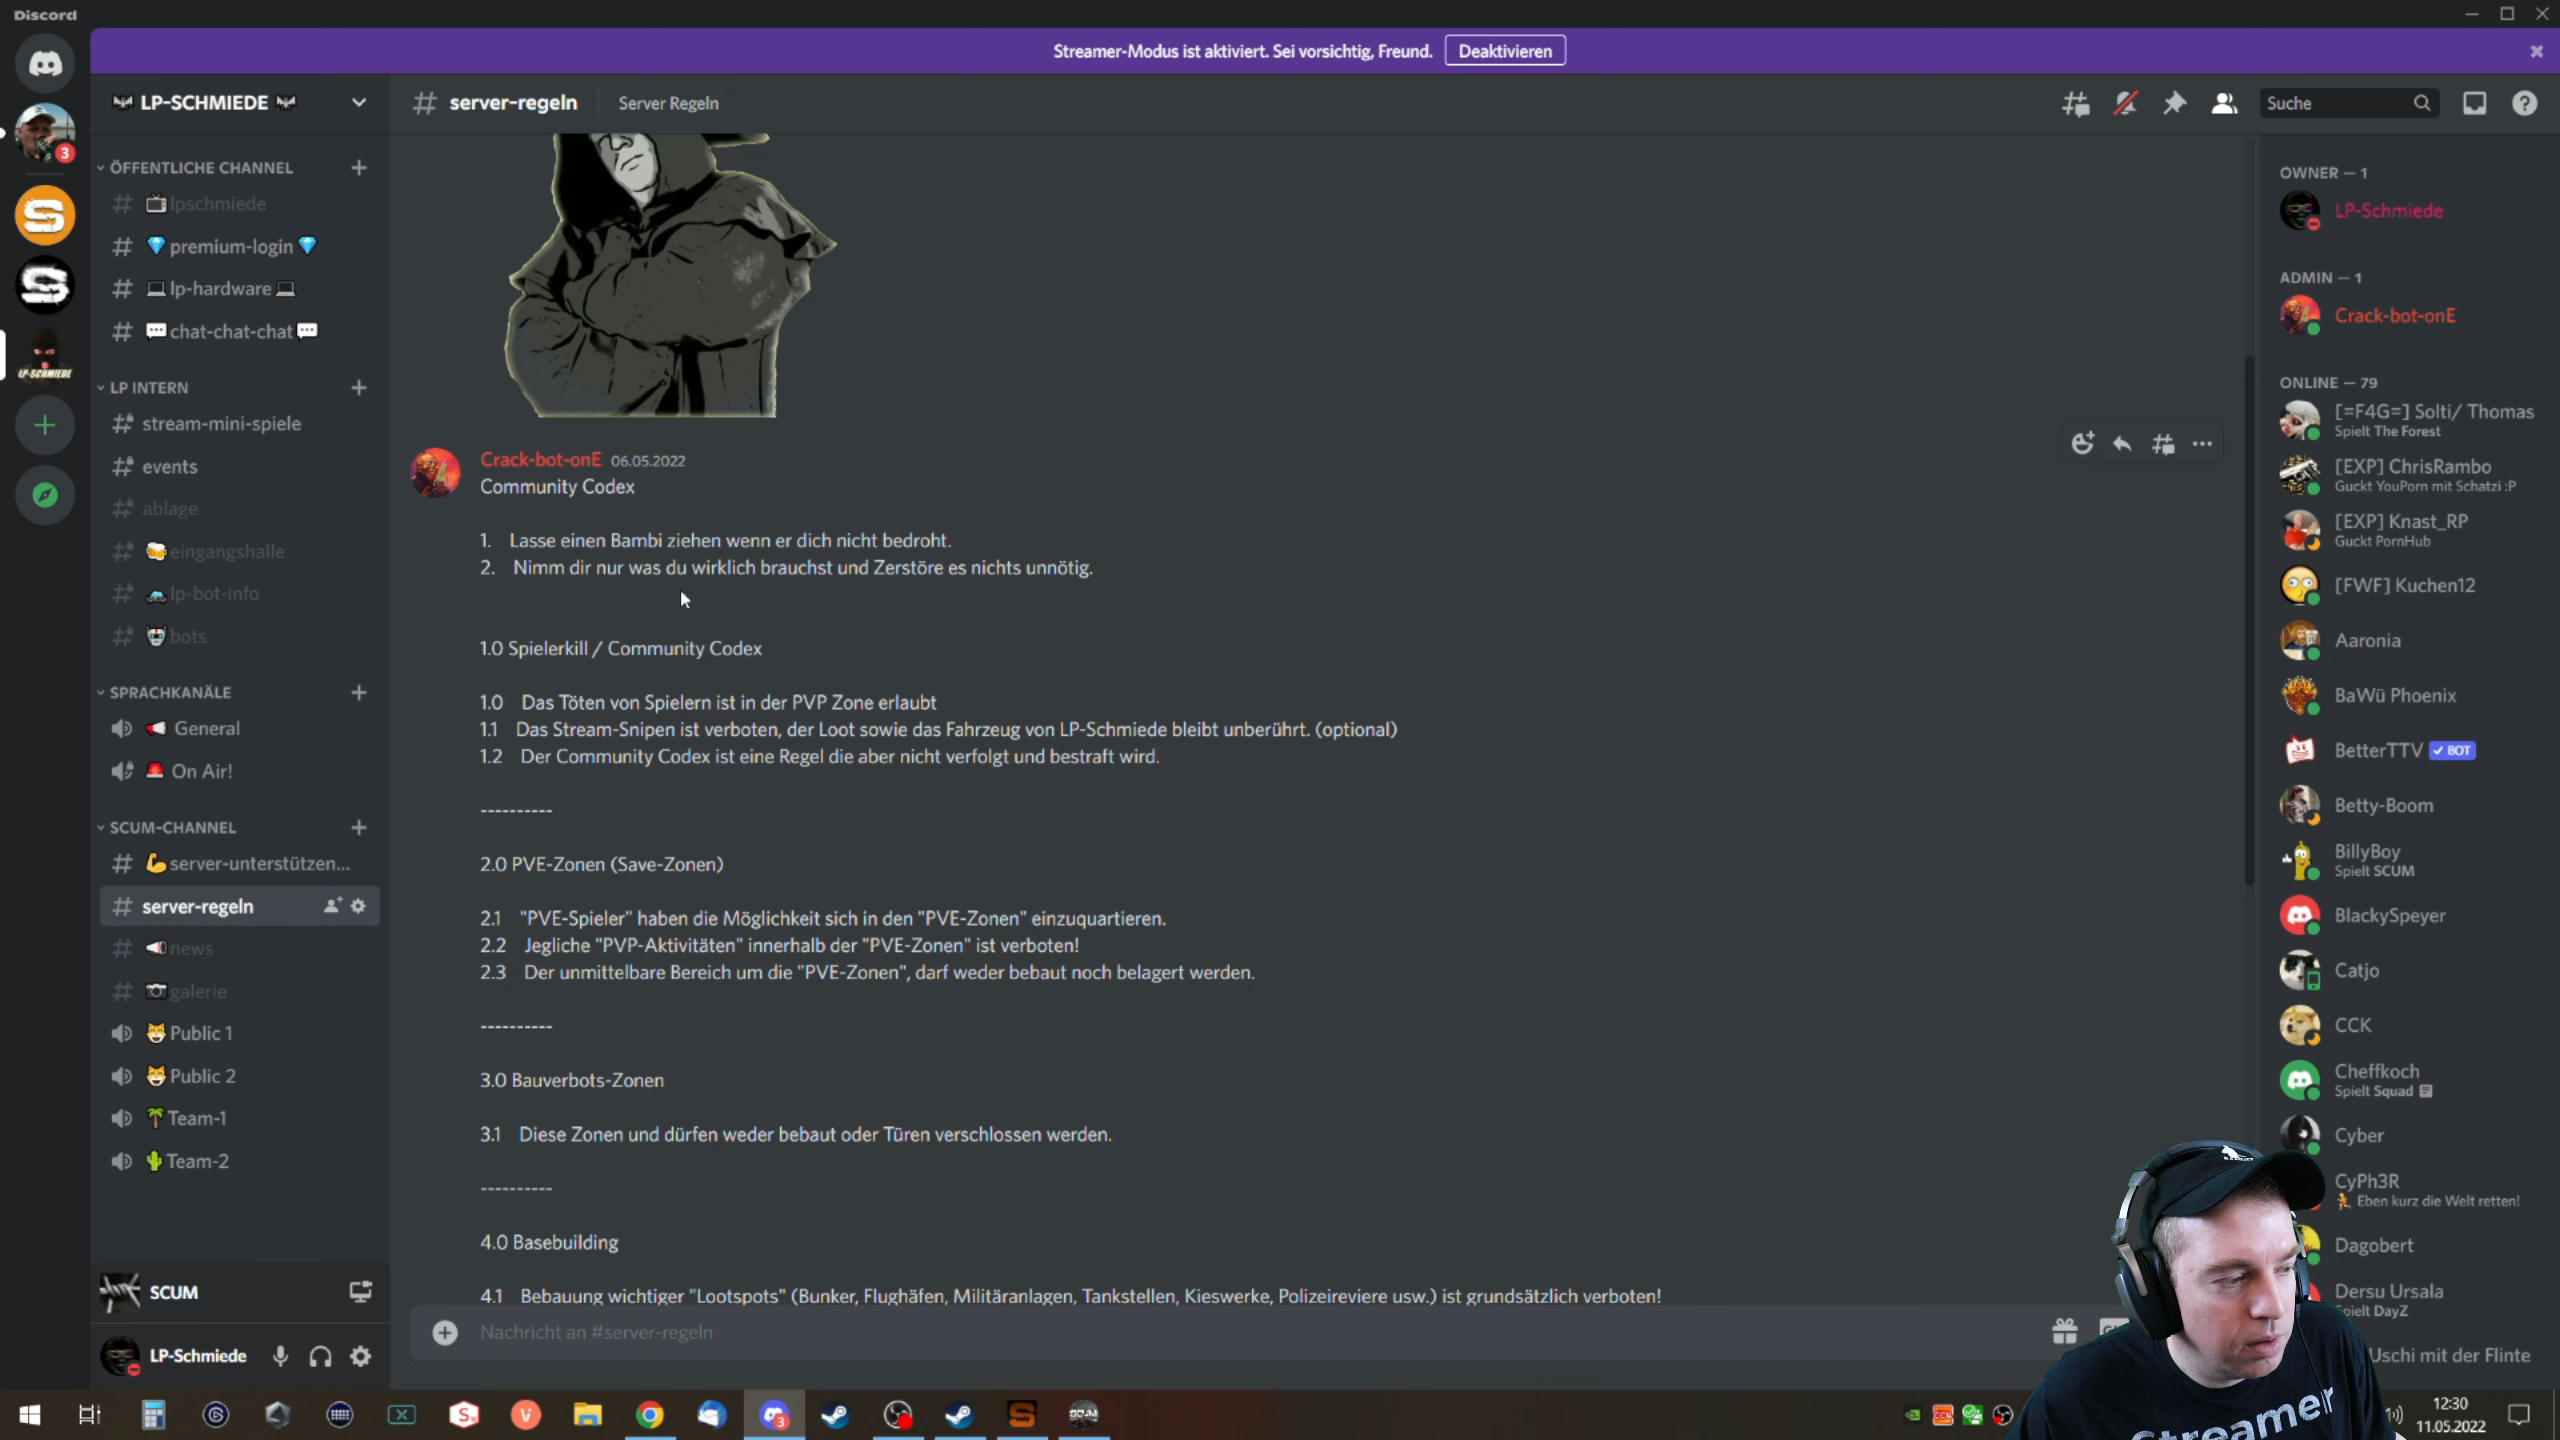 Discord
Streamer-Modus ist aktiviert. Sei vorsichtig, Freund.
Deaktivieren
LP-SCHMIEDE
server-regeln
Server Regeln
Suche
3
LP-SCHMIEDE
ÖFFENTLICHE CHANNEL
lpschmiede
premium-login
lp-hardware
chat-chat-chat
LP INTERN
stream-mini-spiele
events
ablage
eingangshalle
lp-bot-info
bots
SPRACHKANÄLE
General
On Air!
SCUM-CHANNEL
server-unterstützen...
server-regeln
news
galerie
Public 1
Public 2
Team-1
Team-2
SCUM
LP-Schmiede
Crack-bot-onE 06.05.2022
Community Codex
1. Lasse einen Bambi ziehen wenn er dich nicht bedroht.
2. Nimm dir nur was du wirklich brauchst und Zerstöre es nichts unnötig.
1.0 Spielerkill / Community Codex
1.0 Das Töten von Spielern ist in der PVP Zone erlaubt
1.1 Das Stream-Snipen ist verboten, der Loot sowie das Fahrzeug von LP-Schmiede bleibt unberührt. (optional)
1.2 Der Community Codex ist eine Regel die aber nicht verfolgt und bestraft wird.
----------
2.0 PVE-Zonen (Save-Zonen)
2.1 "PVE-Spieler" haben die Möglichkeit sich in den "PVE-Zonen" einzuquartieren.
2.2 Jegliche "PVP-Aktivitäten" innerhalb der "PVE-Zonen" ist verboten!
2.3 Der unmittelbare Bereich um die "PVE-Zonen", darf weder bebaut noch belagert werden.
----------
3.0 Bauverbots-Zonen
3.1 Diese Zonen und dürfen weder bebaut oder Türen verschlossen werden.
----------
4.0 Basebuilding
4.1 Bebauung wichtiger "Lootspots" (Bunker, Flughäfen, Militäranlagen, Tankstellen, Kieswerke, Polizeireviere usw.) ist grundsätzlich verboten!
Nachricht an #server-regeln
OWNER — 1
LP-Schmiede
ADMIN — 1
Crack-bot-onE
ONLINE — 79
[=F4G=] Solti/ Thomas
Spielt The Forest
[EXP] ChrisRambo
Guckt YouPorn mit Schatzi :P
[EXP] Knast_RP
Guckt PornHub
[FWF] Kuchen12
Aaronia
BaWü Phoenix
BetterTTV ✓ BOT
Betty-Boom
BillyBoy
Spielt SCUM
BlackySpeyer
Catjo
CCK
Cheffkoch
Spielt Squad
Cyber
CyPh3R
Eben kurz die Welt retten!
Dagobert
Dersu Ursala
Spielt DayZ
Uschi mit der Flinte
Streamer
3
12:30
11.05.2022